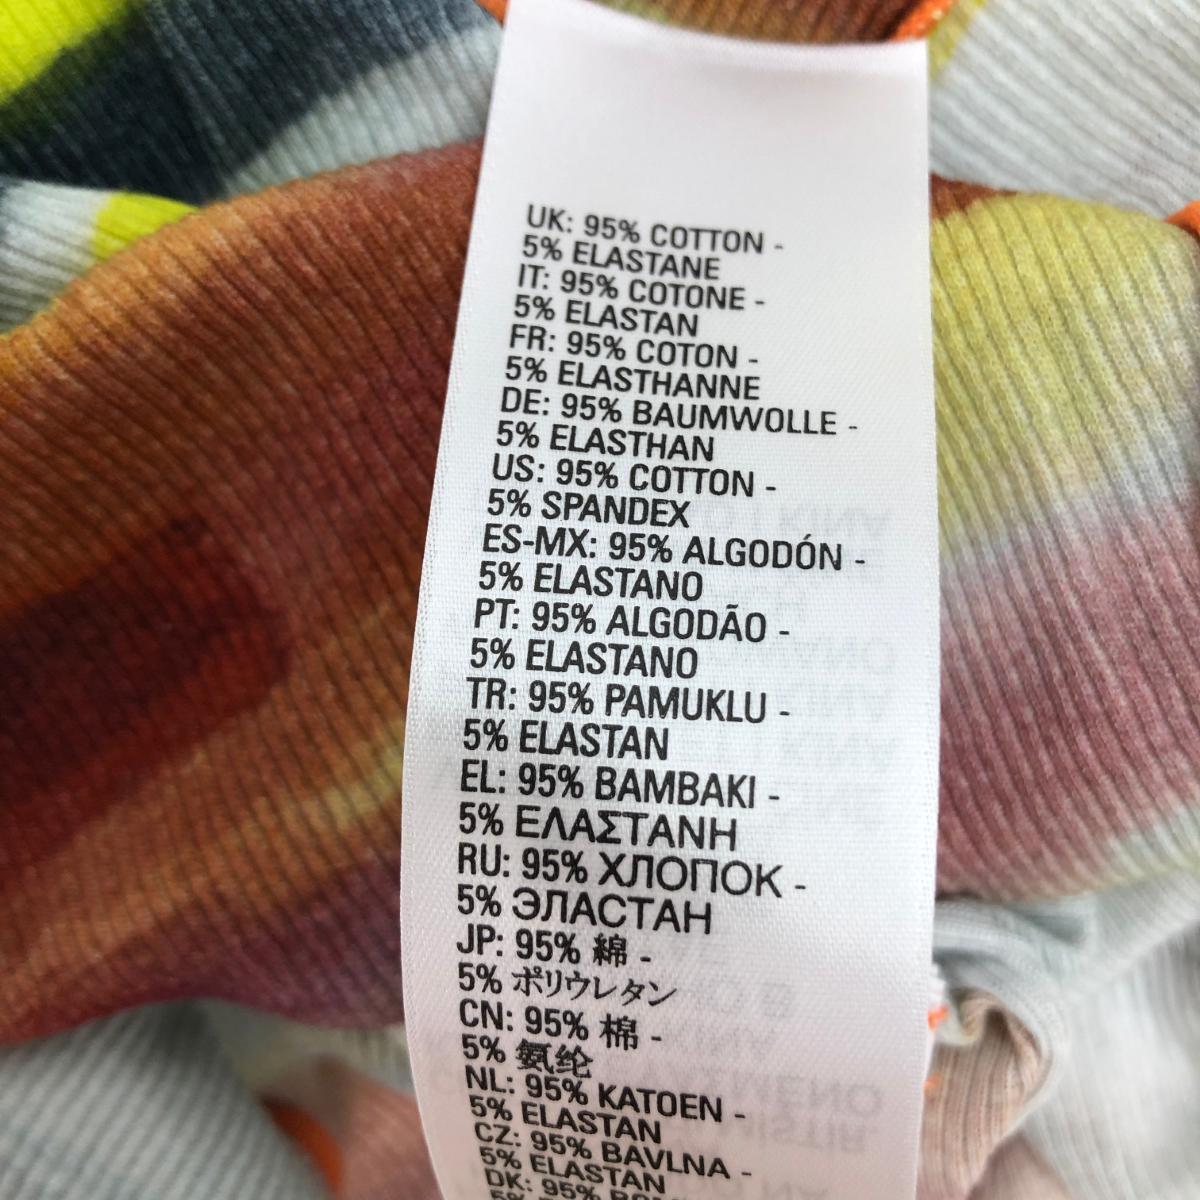 UK: 95% COTTON -
5% ELASTANE
IT: 95% COTONE -
5% ELASTAN
FR: 95% COTON -
5% ELASTHANNE
DE: 95% BAUMWOLLE -
5% ELASTHAN
US: 95% COTTON -
5% SPANDEX
ES-MX: 95% ALGODÓN -
5% ELASTANO
PT: 95% ALGODÃO -
5% ELASTANO
TR: 95% PAMUKLU -
5% ELASTAN
EL: 95% BAMBAKI -
5% ΕΛΑΣΤΑΝΗ
RU: 95% ХЛОПОК -
5% ЭЛАСТАН
JP: 95% 綿 -
5% ポリウレタン
CN: 95% 棉 -
5% 氨纶
NL: 95% KATOEN -
5% ELASTAN
CZ: 95% BAVLNA -
5% ELASTAN
DK: 95%
5%